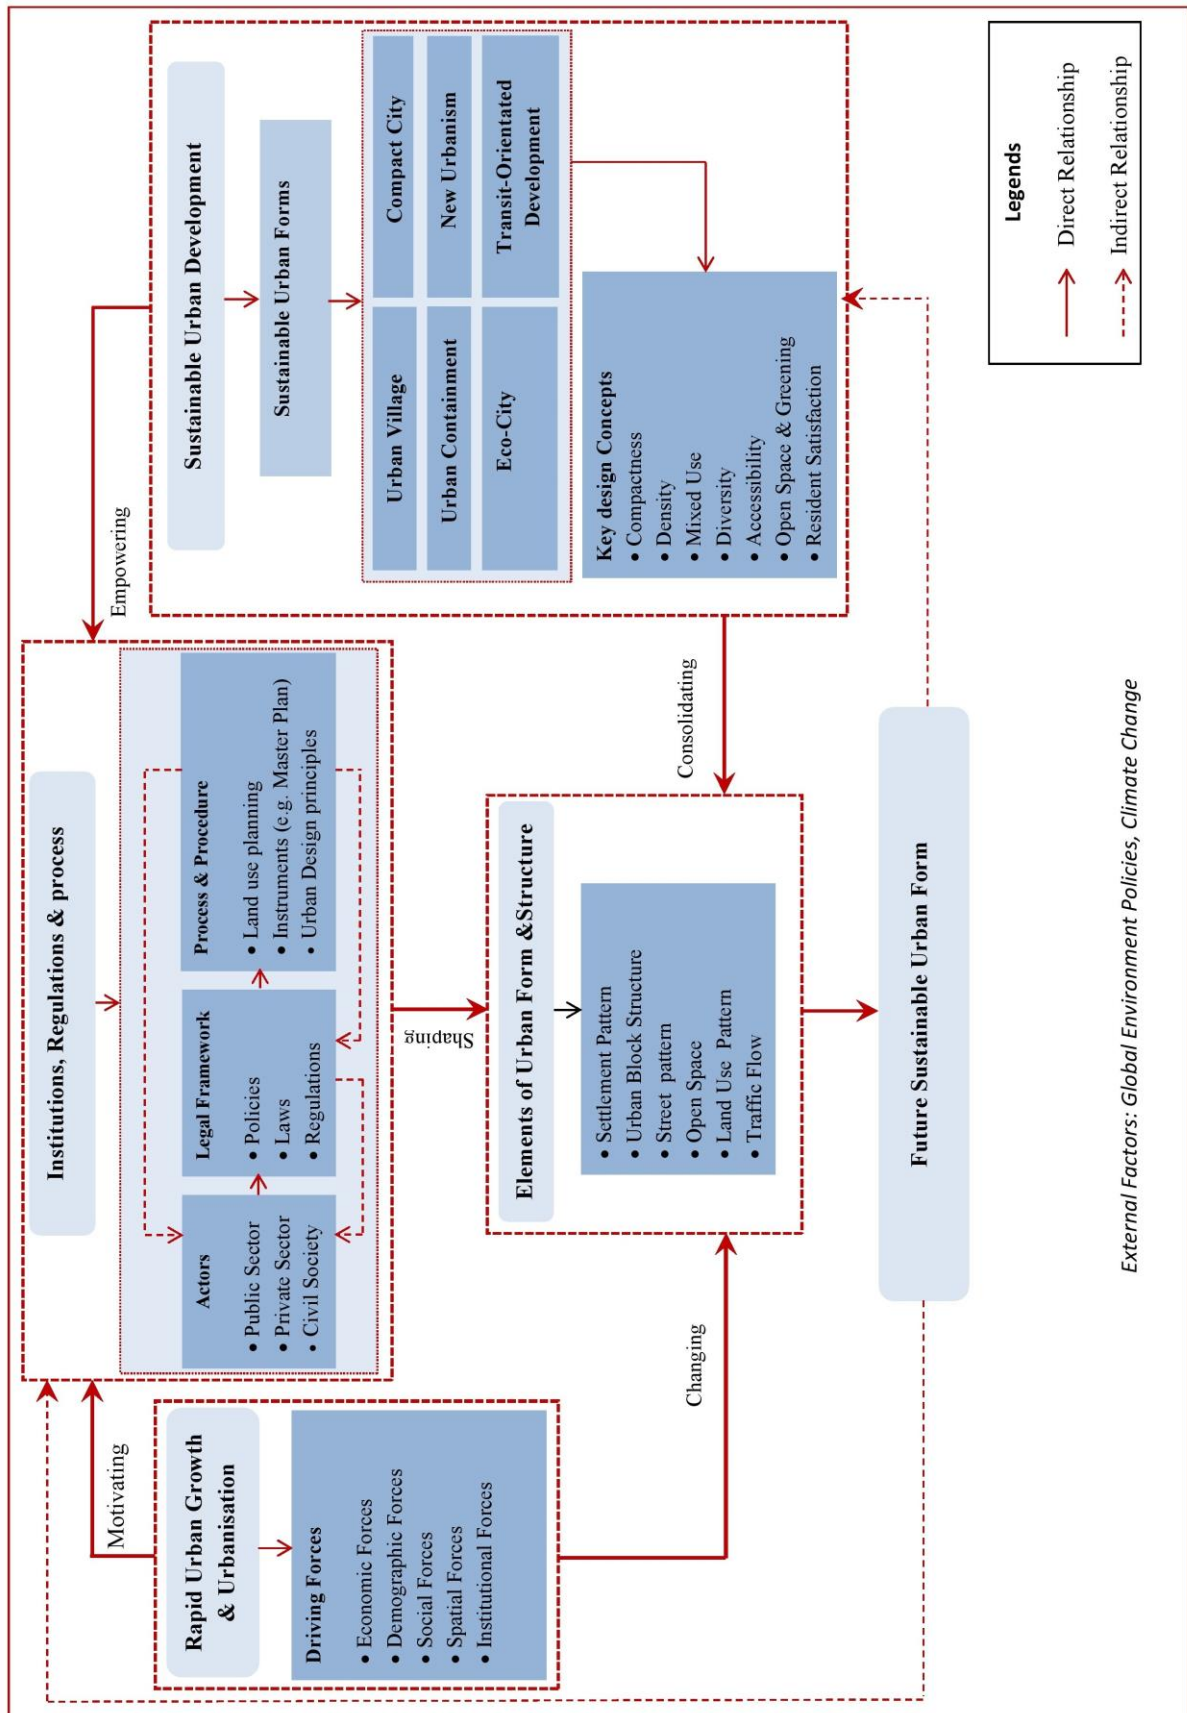 Motivating
Rapid Urban Growth
& Urbanisation
Driving Forces
• Economic Forces
• Demographic Forces
• Social Forces
• Spatial Forces
• Institutional Forces
Changing
Institutions, Regulations & process
Actors
• Public Sector
• Private Sector
• Civil Society
Legal Framework
• Policies
• Laws
• Regulations
Process & Procedure
• Land use planning
• Instruments (e.g. Master Plan)
• Urban Design principles
Shaping
Elements of Urban Form &Structure
• Settlement Pattern
• Urban Block Structure
• Street pattern
• Open Space
• Land Use Pattern
• Traffic Flow
Empowering
Sustainable Urban Development
Sustainable Urban Forms
Urban Village
Compact City
Urban Containment
New Urbanism
Eco-City
Transit-Orientated
Development
Key design Concepts
• Compactness
• Density
• Mixed Use
• Diversity
• Accessibility
• Open Space & Greening
• Resident Satisfaction
Consolidating
Future Sustainable Urban Form
External Factors: Global Environment Policies, Climate Change
Legends
Direct Relationship
Indirect Relationship